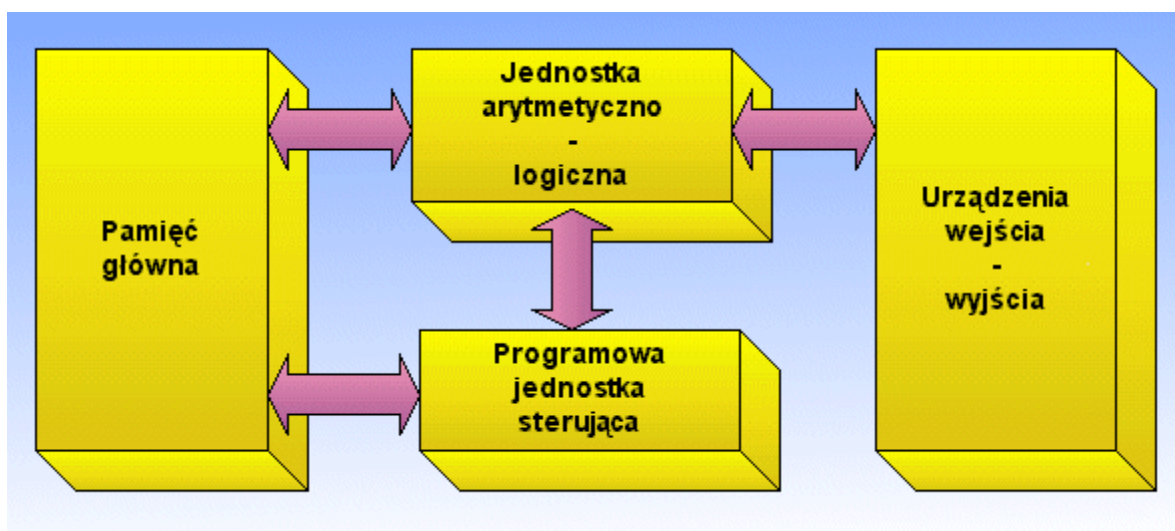 Pamięć
główna
Jednostka
arytmetyczno
-
logiczna
Programowa
jednostka
sterująca
Urządzenia
wejścia
-
wyjścia